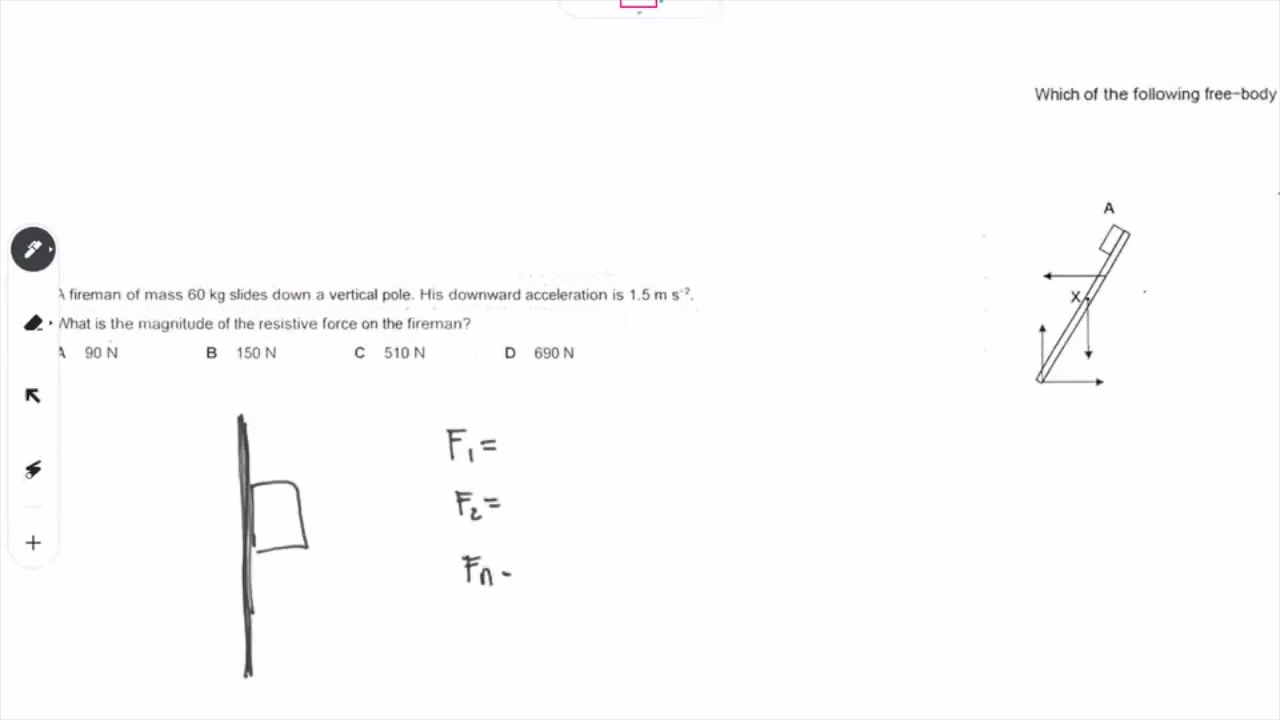 Which of the following free-body
A
X
A fireman of mass 60 kg slides down a vertical pole. His downward acceleration is 1.5 m s⁻².
What is the magnitude of the resistive force on the fireman?
A 90 N B 150 N C 510 N D 690 N
F₁ =
F₂ =
Fn -